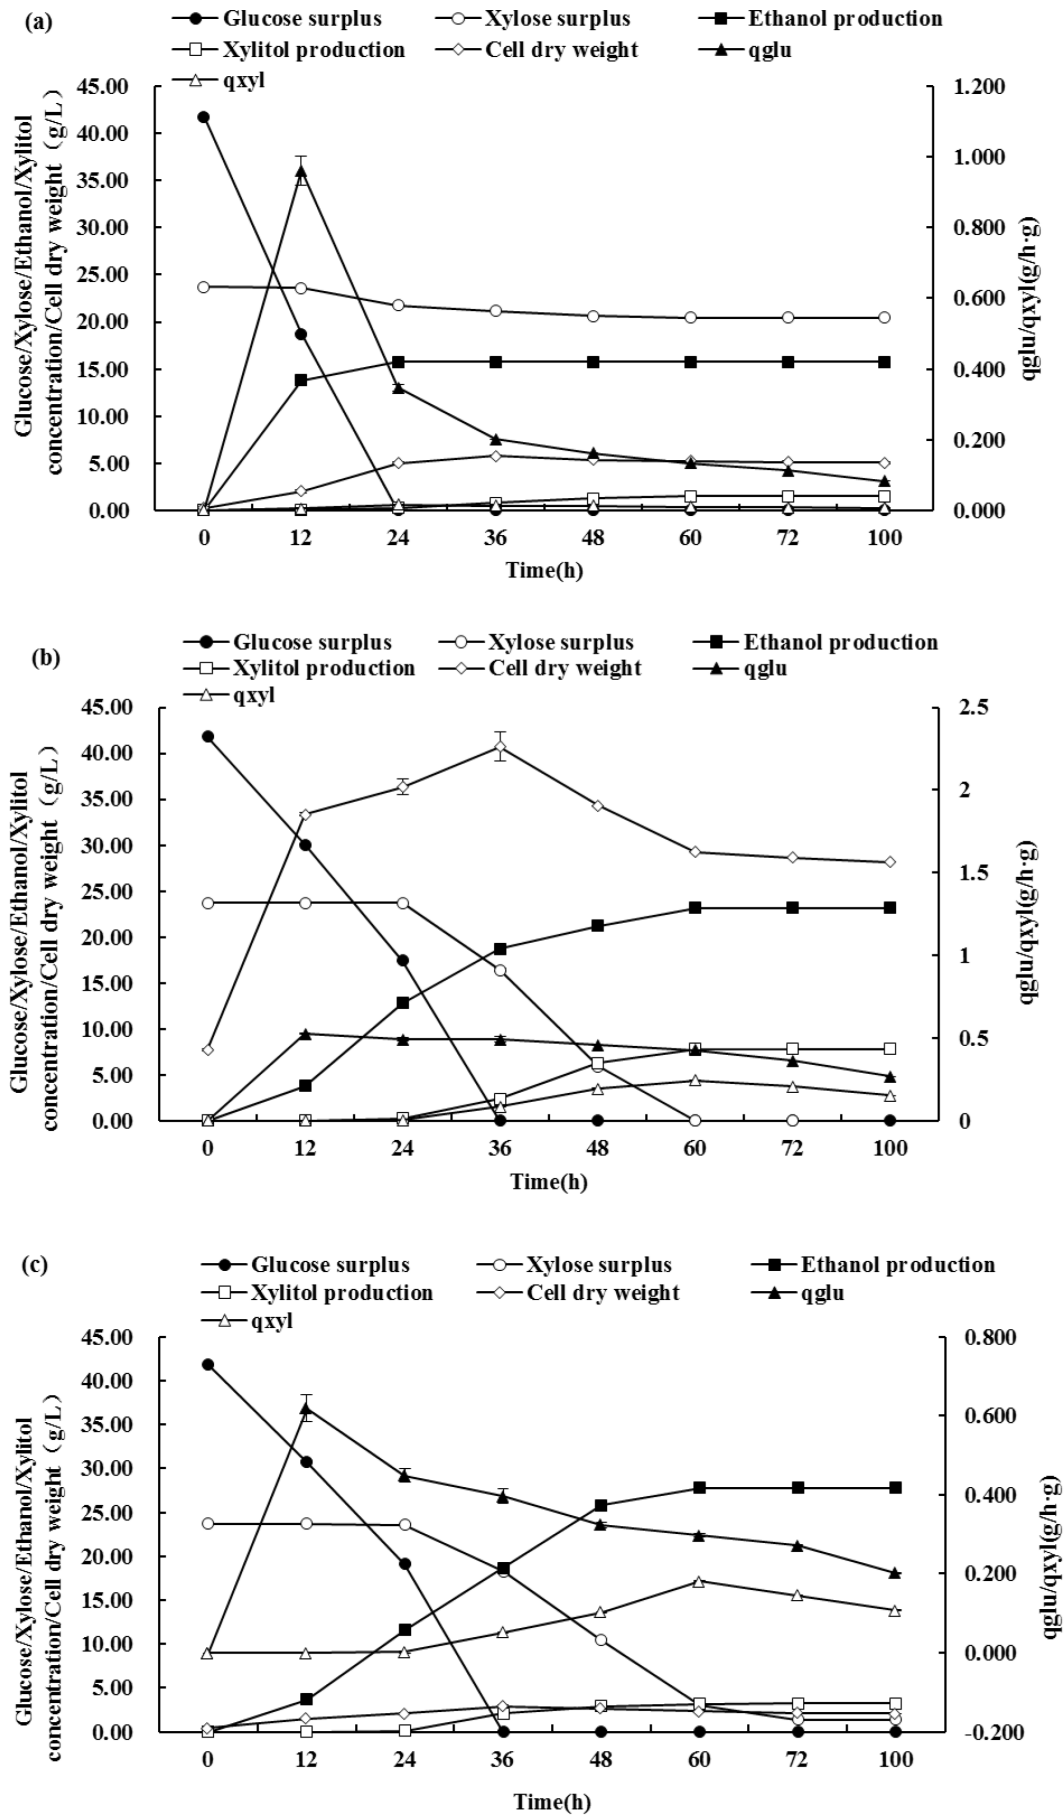 (a)
Glucose surplus Xylose surplus Ethanol production
Xylitol production Cell dry weight qglu
qxyl
Glucose/Xylose/Ethanol/Xylitol
concentration/Cell dry weight（g/L）
45.00
40.00
35.00
30.00
25.00
20.00
15.00
10.00
5.00
0.00
1.200
1.000
0.800
0.600
0.400
0.200
0.000
qglu/qxyl(g/h·g)
0 12 24 36 48 60 72 100
Time(h)
(b)
Glucose surplus Xylose surplus Ethanol production
Xylitol production Cell dry weight qglu
qxyl
Glucose/Xylose/Ethanol/Xylitol
concentration/Cell dry weight（g/L）
45.00
40.00
35.00
30.00
25.00
20.00
15.00
10.00
5.00
0.00
2.5
2
1.5
1
0.5
0
qglu/qxyl(g/h·g)
0 12 24 36 48 60 72 100
Time(h)
(c)
Glucose surplus Xylose surplus Ethanol production
Xylitol production Cell dry weight qglu
qxyl
Glucose/Xylose/Ethanol/Xylitol
concentration/Cell dry weight（g/L）
45.00
40.00
35.00
30.00
25.00
20.00
15.00
10.00
5.00
0.00
0.800
0.600
0.400
0.200
0.000
-0.200
qglu/qxyl(g/h·g)
0 12 24 36 48 60 72 100
Time(h)